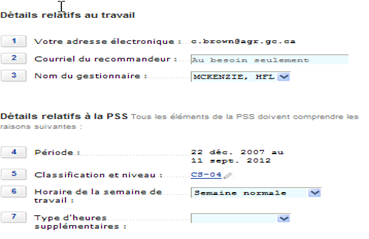 Détails relatifs au travail
1 Votre adresse électronique : c.brown@agr.gc.ca
2 Courriel du recommandeur : Au besoin seulement
3 Nom du gestionnaire : MCKENZIE, HFL
Détails relatifs à la PSS Tous les éléments de la PSS doivent comprendre les
raisons suivantes :
4 Période : 22 déc. 2007 au
11 sept. 2012
5 Classification et niveau : CS-04
6 Horaire de la semaine de travail : Semaine normale
7 Type d'heures supplémentaires :